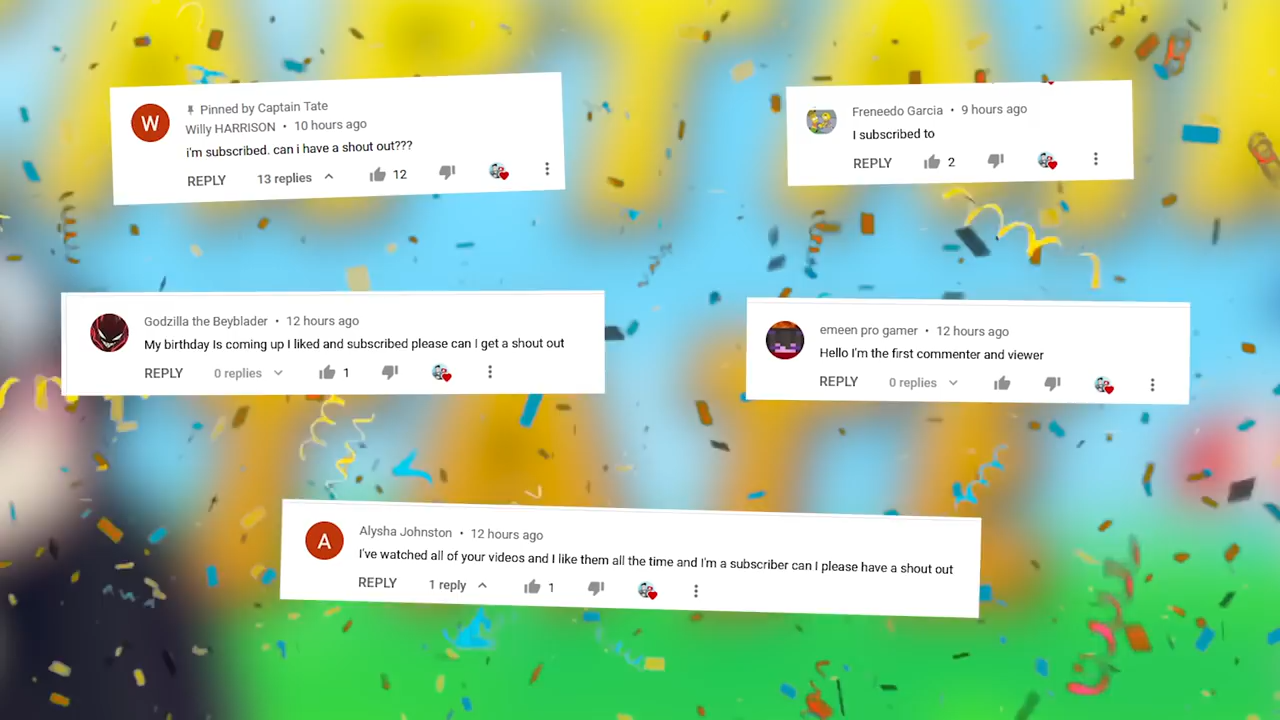 Pinned by Captain Tate
Willy HARRISON • 10 hours ago
i'm subscribed. can i have a shout out???
REPLY 13 replies 12
Freneedo Garcia • 9 hours ago
I subscribed to
REPLY 2
Godzilla the Beyblader • 12 hours ago
My birthday Is coming up I liked and subscribed please can I get a shout out
REPLY 0 replies 1
emeen pro gamer • 12 hours ago
Hello I'm the first commenter and viewer
REPLY 0 replies
Alysha Johnston • 12 hours ago
I've watched all of your videos and I like them all the time and I'm a subscriber can I please have a shout out
REPLY 1 reply 1
W
A